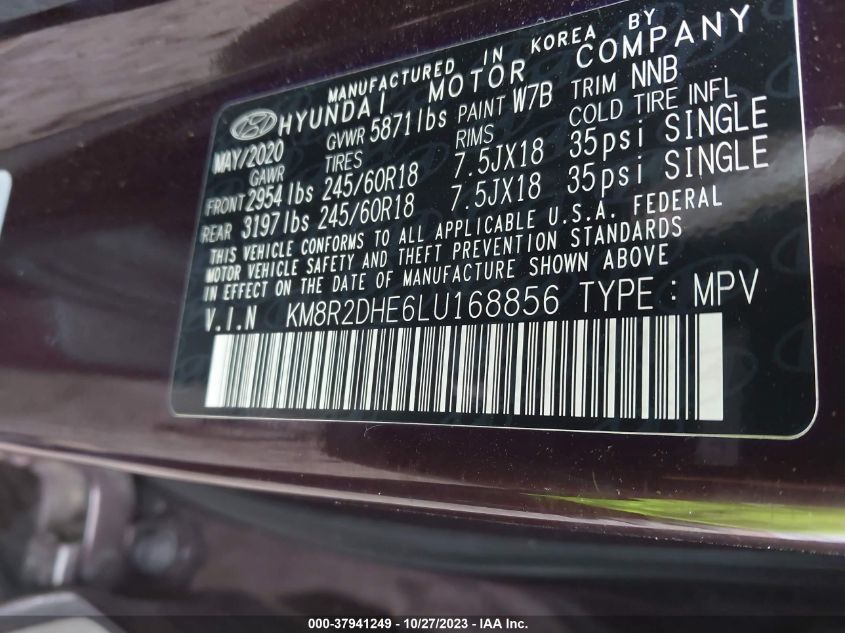 MANUFACTURED IN KOREA BY
HYUNDAI MOTOR COMPANY
MAY/2020 GVWR 5871 lbs PAINT W7B TRIM NNB
GAWR TIRES RIMS COLD TIRE INFL
FRONT 2954 lbs 245/60R18 7.5JX18 35psi SINGLE
REAR 3197 lbs 245/60R18 7.5JX18 35psi SINGLE
THIS VEHICLE CONFORMS TO ALL APPLICABLE U.S.A. FEDERAL
MOTOR VEHICLE SAFETY AND THEFT PREVENTION STANDARDS
IN EFFECT ON THE DATE OF MANUFACTURE SHOWN ABOVE
V.I.N KM8R2DHE6LU168856 TYPE : MPV
000-37941249 | 10/27/2023 - IAA Inc.